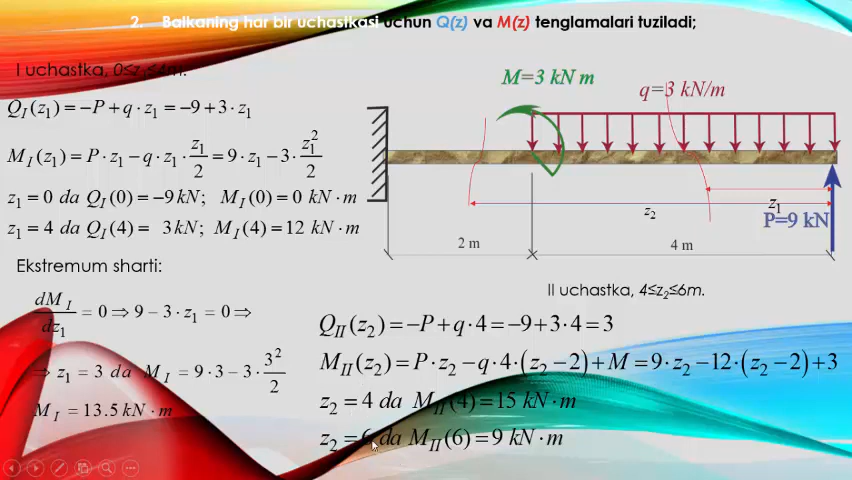 2. Balkaning har bir uchastkasi uchun Q(z) va M(z) tenglamalari tuziladi;
I uchastka, 0≤z₁≤4m.
Q_I(z₁) = −P + q · z₁ = −9 + 3 · z₁
M_I(z₁) = P · z₁ − q · z₁ · z₁/2 = 9 · z₁ − 3 · z₁²/2
z₁ = 0 da Q_I(0) = −9 kN; M_I(0) = 0 kN · m
z₁ = 4 da Q_I(4) = 3 kN; M_I(4) = 12 kN · m
Ekstremum sharti:
dM_I/dz₁ = 0 ⇒ 9 − 3 · z₁ = 0 ⇒
⇒ z₁ = 3 da M_I = 9 · 3 − 3 · 3²/2
M_I = 13.5 kN · m
M=3 kN m
q=3 kN/m
z₁
z₂
P=9 kN
2 m
4 m
II uchastka, 4≤z₂≤6m.
Q_II(z₂) = −P + q · 4 = −9 + 3 · 4 = 3
M_II(z₂) = P · z₂ − q · 4 · (z₂ − 2) + M = 9 · z₂ − 12 · (z₂ − 2) + 3
z₂ = 4 da M_II(4) = 15 kN · m
z₂ = 6 da M_II(6) = 9 kN · m